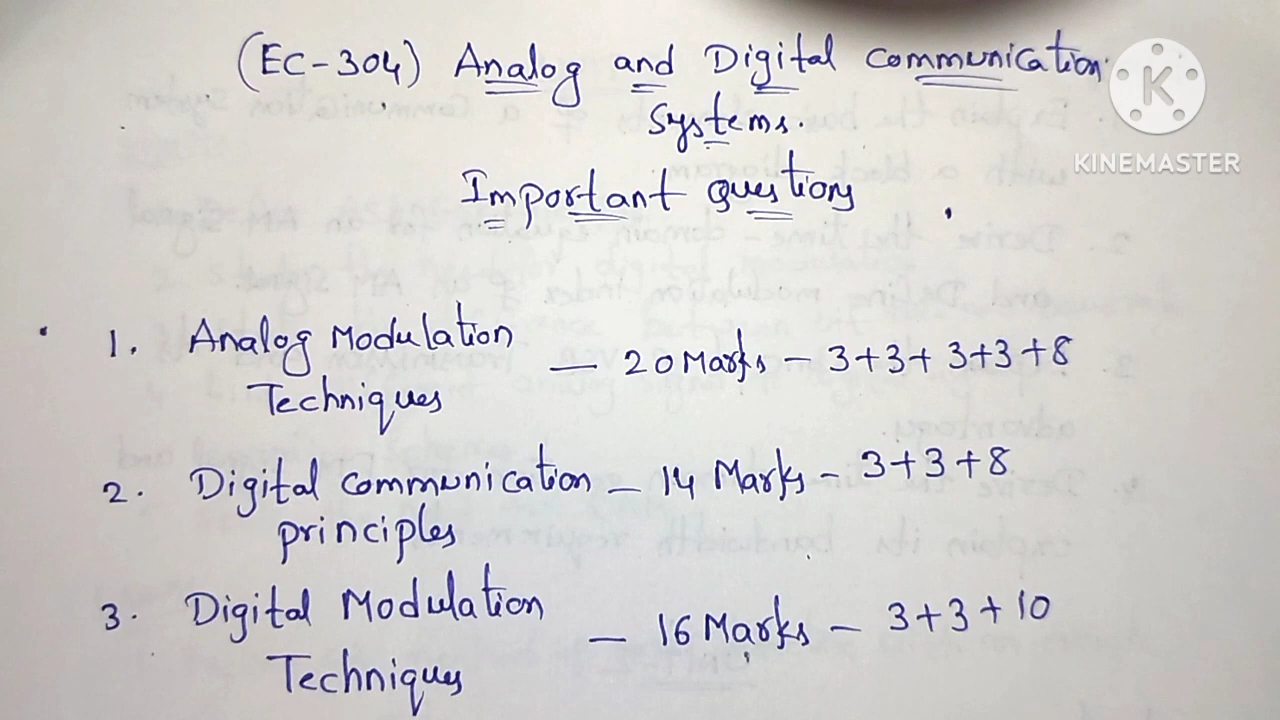 (EC-304) Analog and Digital Communication
Systems.
Important Questions
1. Analog Modulation
Techniques — 20 Marks — 3+3+3+3+8
2. Digital Communication — 14 Marks — 3+3+8
principles
3. Digital Modulation
Techniques — 16 Marks — 3+3+10
K
KINEMASTER